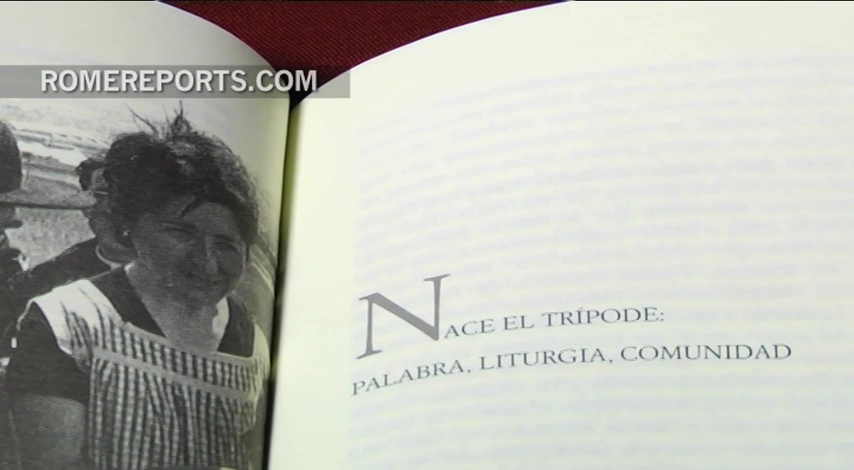 ROMEREPORTS.COM
NACE EL TRÍPODE:
PALABRA, LITURGIA, COMUNIDAD